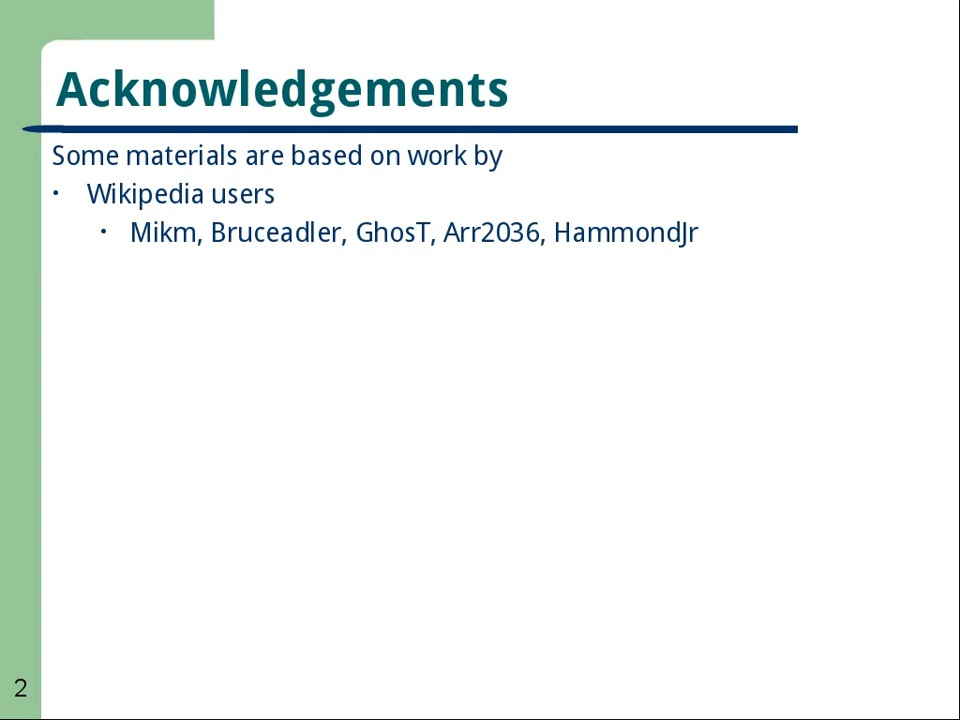 Acknowledgements
Some materials are based on work by
• Wikipedia users
• Mikm, Bruceadler, GhosT, Arr2036, HammondJr
2